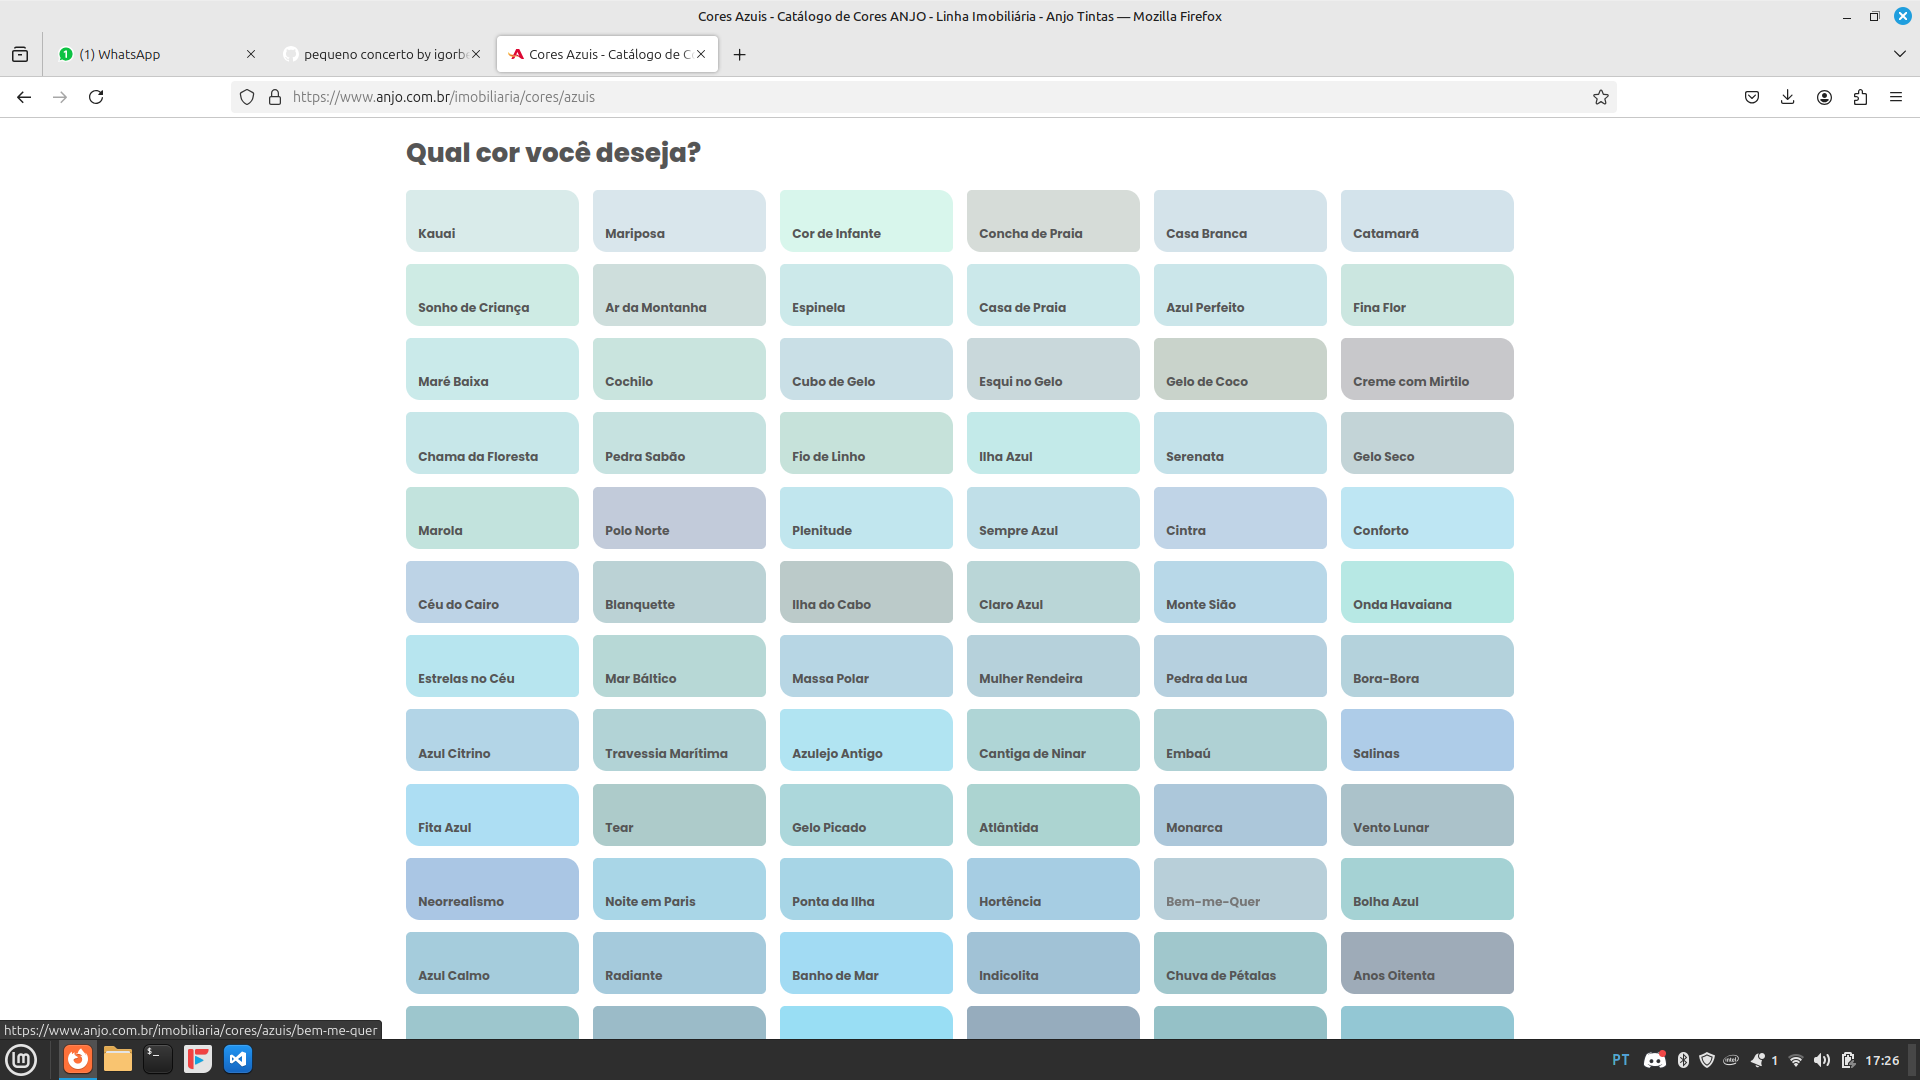 Cores Azuis - Catálogo de Cores ANJO - Linha Imobiliária - Anjo Tintas — Mozilla Firefox
(1) WhatsApp
pequeno concerto by igorbe
Cores Azuis - Catálogo de C
https://www.anjo.com.br/imobiliaria/cores/azuis
Qual cor você deseja?
Kauai Mariposa Cor de Infante Concha de Praia Casa Branca Catamarã
Sonho de Criança Ar da Montanha Espinela Casa de Praia Azul Perfeito Fina Flor
Maré Baixa Cochilo Cubo de Gelo Esqui no Gelo Gelo de Coco Creme com Mirtilo
Chama da Floresta Pedra Sabão Fio de Linho Ilha Azul Serenata Gelo Seco
Marola Polo Norte Plenitude Sempre Azul Cintra Conforto
Céu do Cairo Blanquette Ilha do Cabo Claro Azul Monte Sião Onda Havaiana
Estrelas no Céu Mar Báltico Massa Polar Mulher Rendeira Pedra da Lua Bora-Bora
Azul Citrino Travessia Marítima Azulejo Antigo Cantiga de Ninar Embaú Salinas
Fita Azul Tear Gelo Picado Atlântida Monarca Vento Lunar
Neorrealismo Noite em Paris Ponta da Ilha Hortência Bem-me-Quer Bolha Azul
Azul Calmo Radiante Banho de Mar Indicolita Chuva de Pétalas Anos Oitenta
https://www.anjo.com.br/imobiliaria/cores/azuis/bem-me-quer
PT 1 17:26